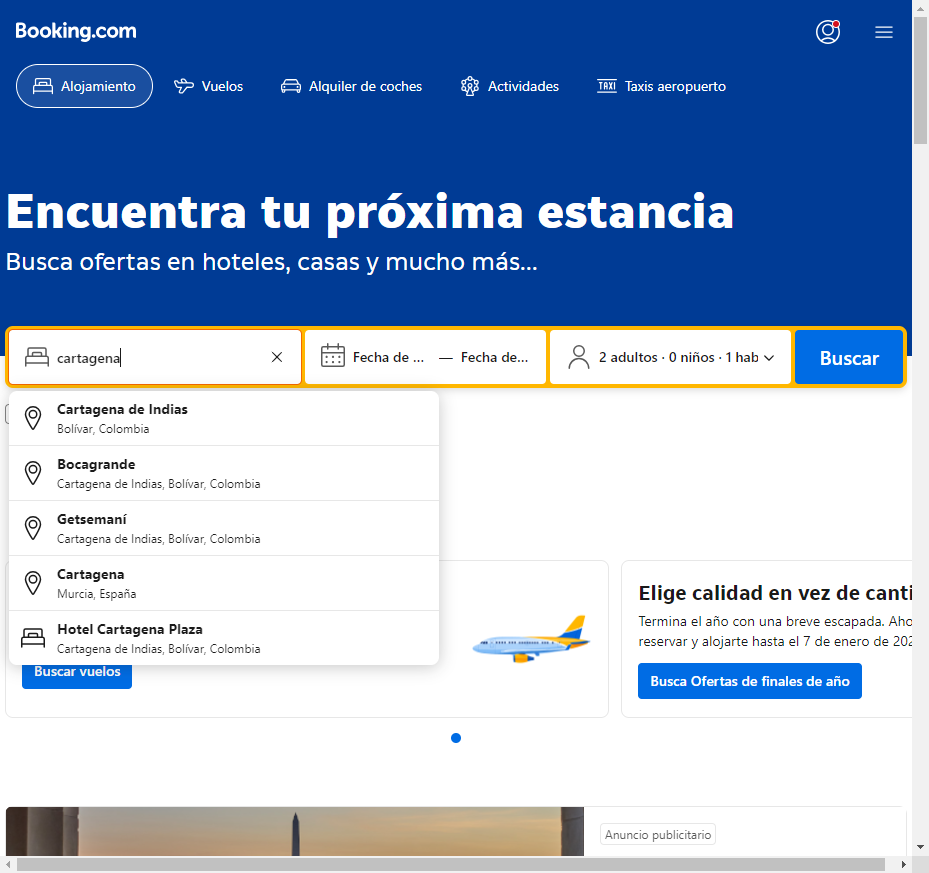 Booking.com
Alojamiento
Vuelos
Alquiler de coches
Actividades
TAXI
Taxis aeropuerto
Encuentra tu próxima estancia
Busca ofertas en hoteles, casas y mucho más...
cartagena
Fecha de ... — Fecha de...
2 adultos · 0 niños · 1 hab
Buscar
Cartagena de Indias
Bolívar, Colombia
Bocagrande
Cartagena de Indias, Bolívar, Colombia
Getsemaní
Cartagena de Indias, Bolívar, Colombia
Cartagena
Murcia, España
Hotel Cartagena Plaza
Cartagena de Indias, Bolívar, Colombia
Buscar vuelos
Elige calidad en vez de canti
Termina el año con una breve escapada. Aho
reservar y alojarte hasta el 7 de enero de 202
Busca Ofertas de finales de año
Anuncio publicitario